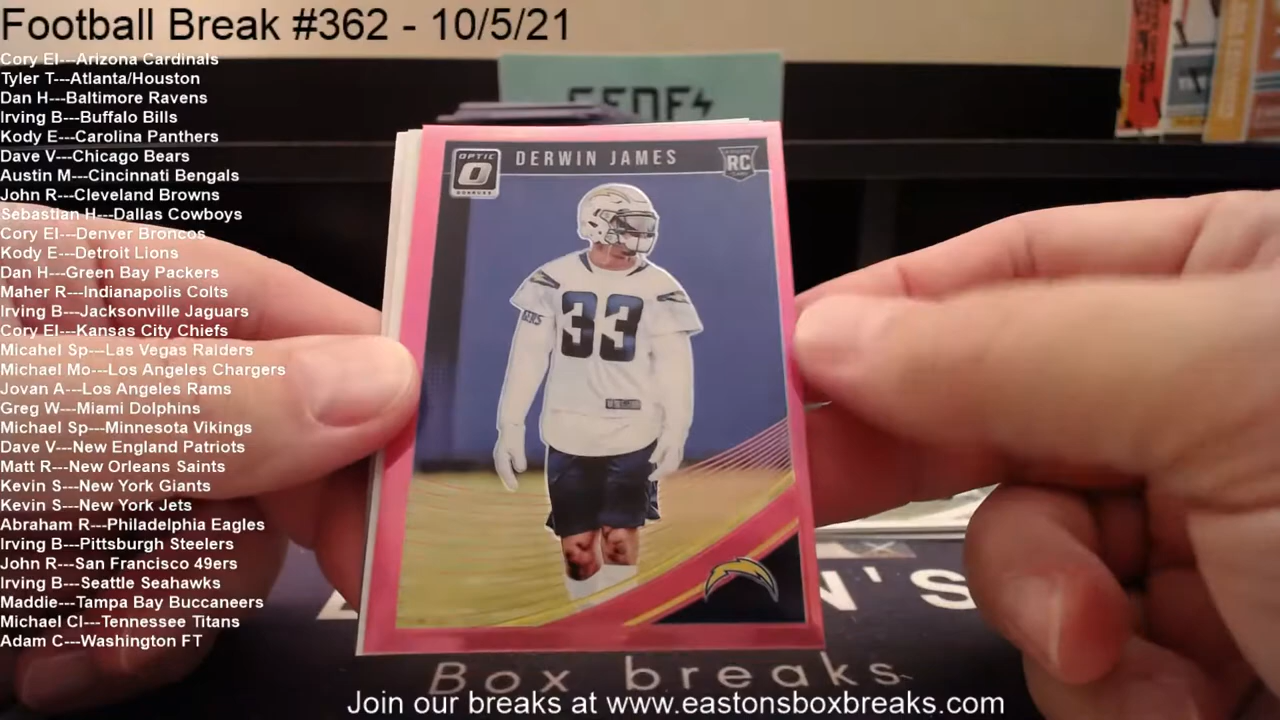 Football Break #362 - 10/5/21
Cory El---Arizona Cardinals
Tyler T---Atlanta/Houston
Dan H---Baltimore Ravens
Irving B---Buffalo Bills
Kody E---Carolina Panthers
Dave V---Chicago Bears
Austin M---Cincinnati Bengals
John R---Cleveland Browns
Sebastian H---Dallas Cowboys
Cory El---Denver Broncos
Kody E---Detroit Lions
Dan H---Green Bay Packers
Maher R---Indianapolis Colts
Irving B---Jacksonville Jaguars
Cory El---Kansas City Chiefs
Micahel Sp---Las Vegas Raiders
Michael Mo---Los Angeles Chargers
Jovan A---Los Angeles Rams
Greg W---Miami Dolphins
Michael Sp---Minnesota Vikings
Dave V---New England Patriots
Matt R---New Orleans Saints
Kevin S---New York Giants
Kevin S---New York Jets
Abraham R---Philadelphia Eagles
Irving B---Pittsburgh Steelers
John R---San Francisco 49ers
Irving B---Seattle Seahawks
Maddie---Tampa Bay Buccaneers
Michael Cl---Tennessee Titans
Adam C---Washington FT
OPTIC
DONRUSS
DERWIN JAMES
RC
33
N'S
Box breaks
Join our breaks at www.eastonsboxbreaks.com